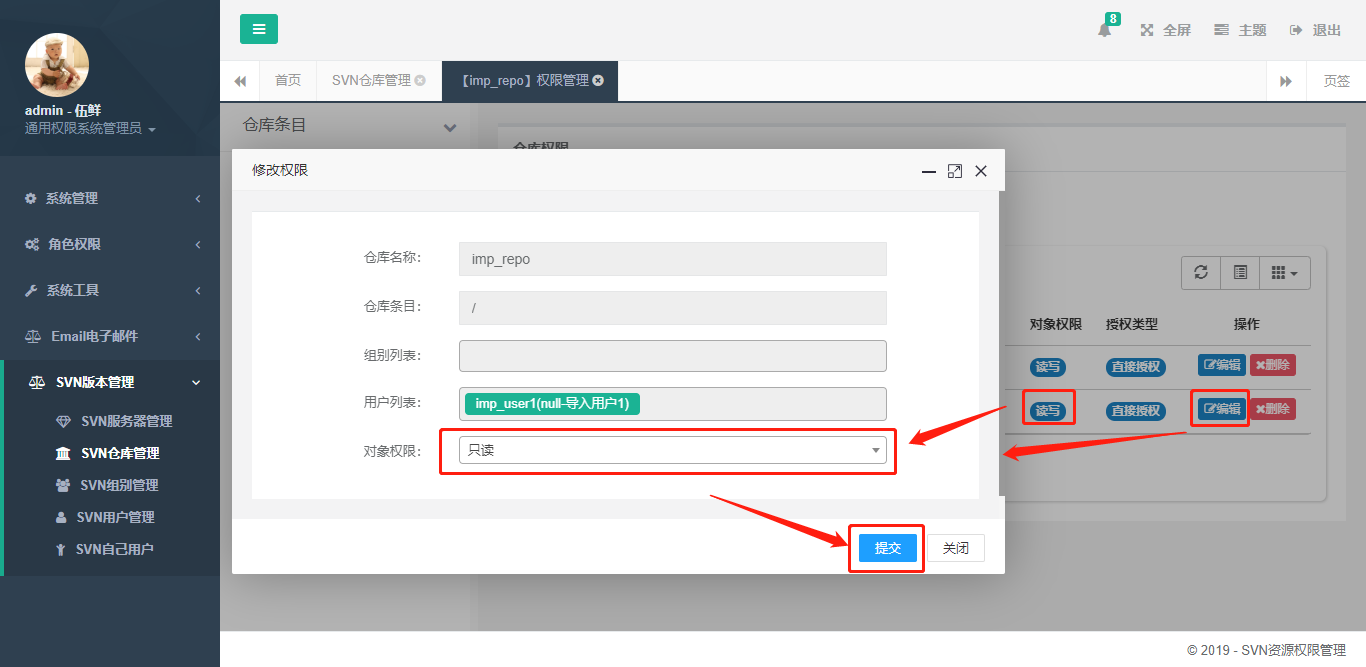 8
全屏
主题
退出
首页
SVN仓库管理
【imp_repo】权限管理
页签
admin - 伍鲜
通用权限系统管理员
系统管理
角色权限
系统工具
Email电子邮件
SVN版本管理
SVN服务器管理
SVN仓库管理
SVN组别管理
SVN用户管理
SVN自己用户
仓库条目
仓库权限
修改权限
仓库名称：
imp_repo
仓库条目：
/
组别列表：
用户列表：
imp_user1(null-导入用户1)
对象权限：
只读
提交
关闭
对象权限 授权类型 操作
读写 直接授权 编辑 删除
读写 直接授权 编辑 删除
© 2019 - SVN资源权限管理